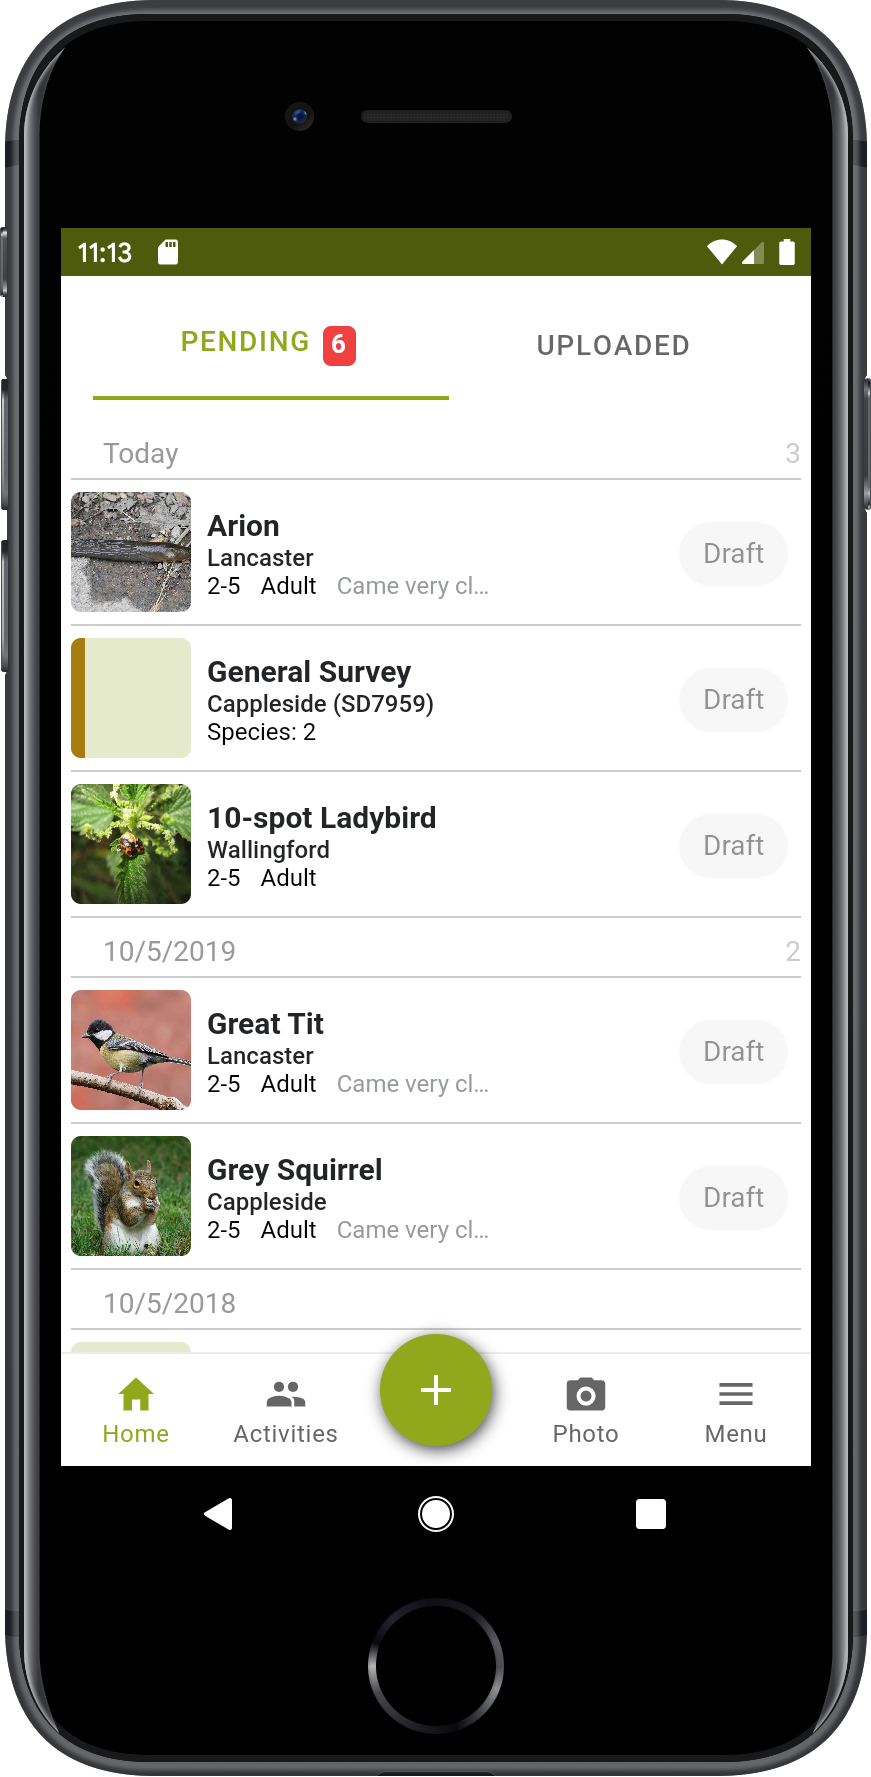 11:13
PENDING 6 UPLOADED
Today 3
Arion
Lancaster
2-5 Adult Came very cl...
Draft
General Survey
Cappleside (SD7959)
Species: 2
Draft
10-spot Ladybird
Wallingford
2-5 Adult
Draft
10/5/2019 2
Great Tit
Lancaster
2-5 Adult Came very cl...
Draft
Grey Squirrel
Cappleside
2-5 Adult Came very cl...
Draft
10/5/2018
Home Activities Photo Menu